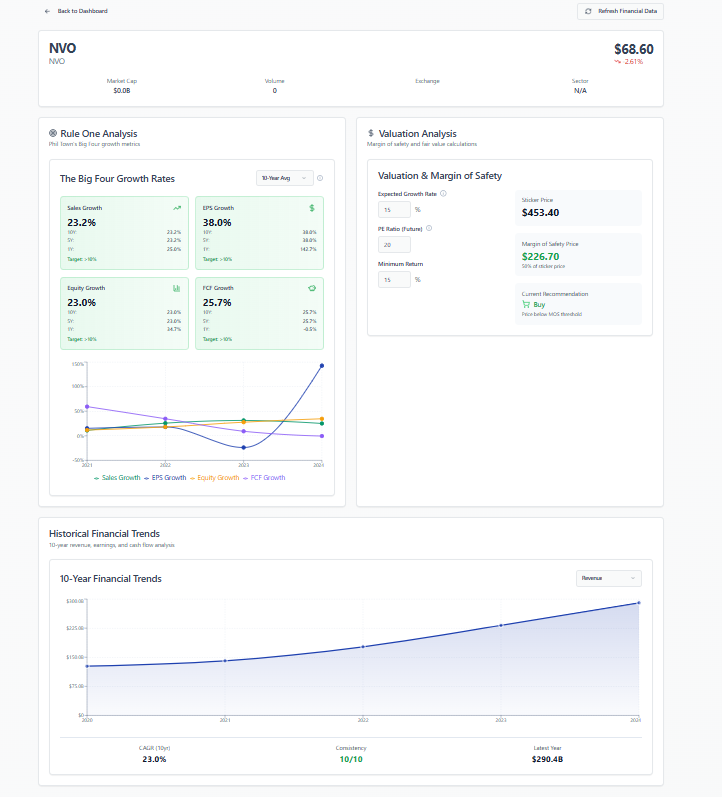 ← Back to Dashboard
Refresh Financial Data
NVO
NVO
$68.60
-2.61%
Market Cap
$0.0B
Volume
0
Exchange
Sector
N/A
Rule One Analysis
Phil Town's Big Four growth metrics
The Big Four Growth Rates
10-Year Avg
Sales Growth
23.2%
10Y: 23.2%
5Y: 23.2%
1Y: 25.0%
Target: >10%
EPS Growth
38.0%
10Y: 38.0%
5Y: 38.0%
1Y: 142.7%
Target: >10%
Equity Growth
23.0%
10Y: 23.0%
5Y: 23.0%
1Y: 34.7%
Target: >10%
FCF Growth
25.7%
10Y: 25.7%
5Y: 25.7%
1Y: -0.5%
Target: >10%
150%
100%
50%
0%
-50%
2021 2022 2023 2024
Sales Growth EPS Growth Equity Growth FCF Growth
Valuation Analysis
Margin of safety and fair value calculations
Valuation & Margin of Safety
Expected Growth Rate
15 %
PE Ratio (Future)
20
Minimum Return
15 %
Sticker Price
$453.40
Margin of Safety Price
$226.70
50% of sticker price
Current Recommendation
Buy
Price below MOS threshold
Historical Financial Trends
10-year revenue, earnings, and cash flow analysis
10-Year Financial Trends
Revenue
$300.0B
$225.0B
$150.0B
$75.0B
$0
2020 2021 2022 2023 2024
CAGR (10yr)
23.0%
Consistency
10/10
Latest Year
$290.4B